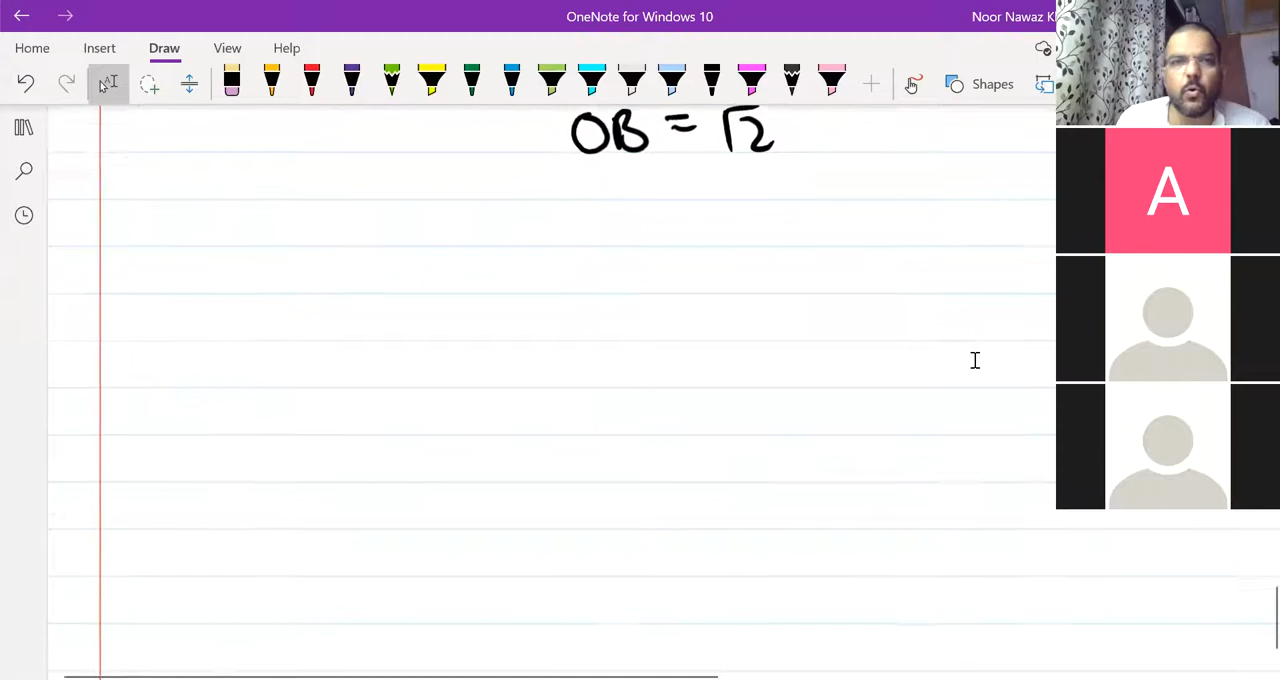 OneNote for Windows 10
Noor Nawaz K
Home Insert Draw View Help
Shapes
OB = √2
A